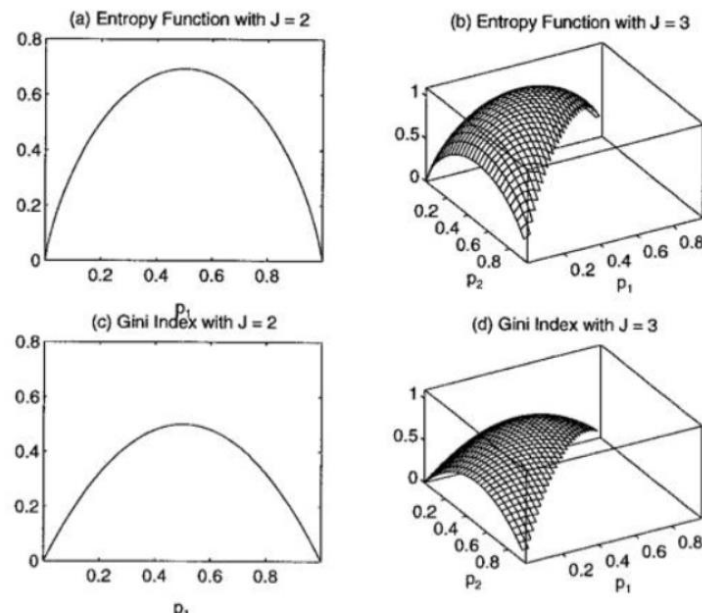 (a) Entropy Function with J = 2
0.8
0.6
0.4
0.2
0
0.2 0.4 0.6 0.8
p₁
(b) Entropy Function with J = 3
1
0.5
0
0.2
0.4
0.6
0.8
p₂
0.2 0.4 0.6 0.8
p₁
(c) Gini Index with J = 2
0.8
0.6
0.4
0.2
0
0.2 0.4 0.6 0.8
p₁
(d) Gini Index with J = 3
1
0.5
0
0.2
0.4
0.6
0.8
p₂
0.2 0.4 0.6 0.8
p₁